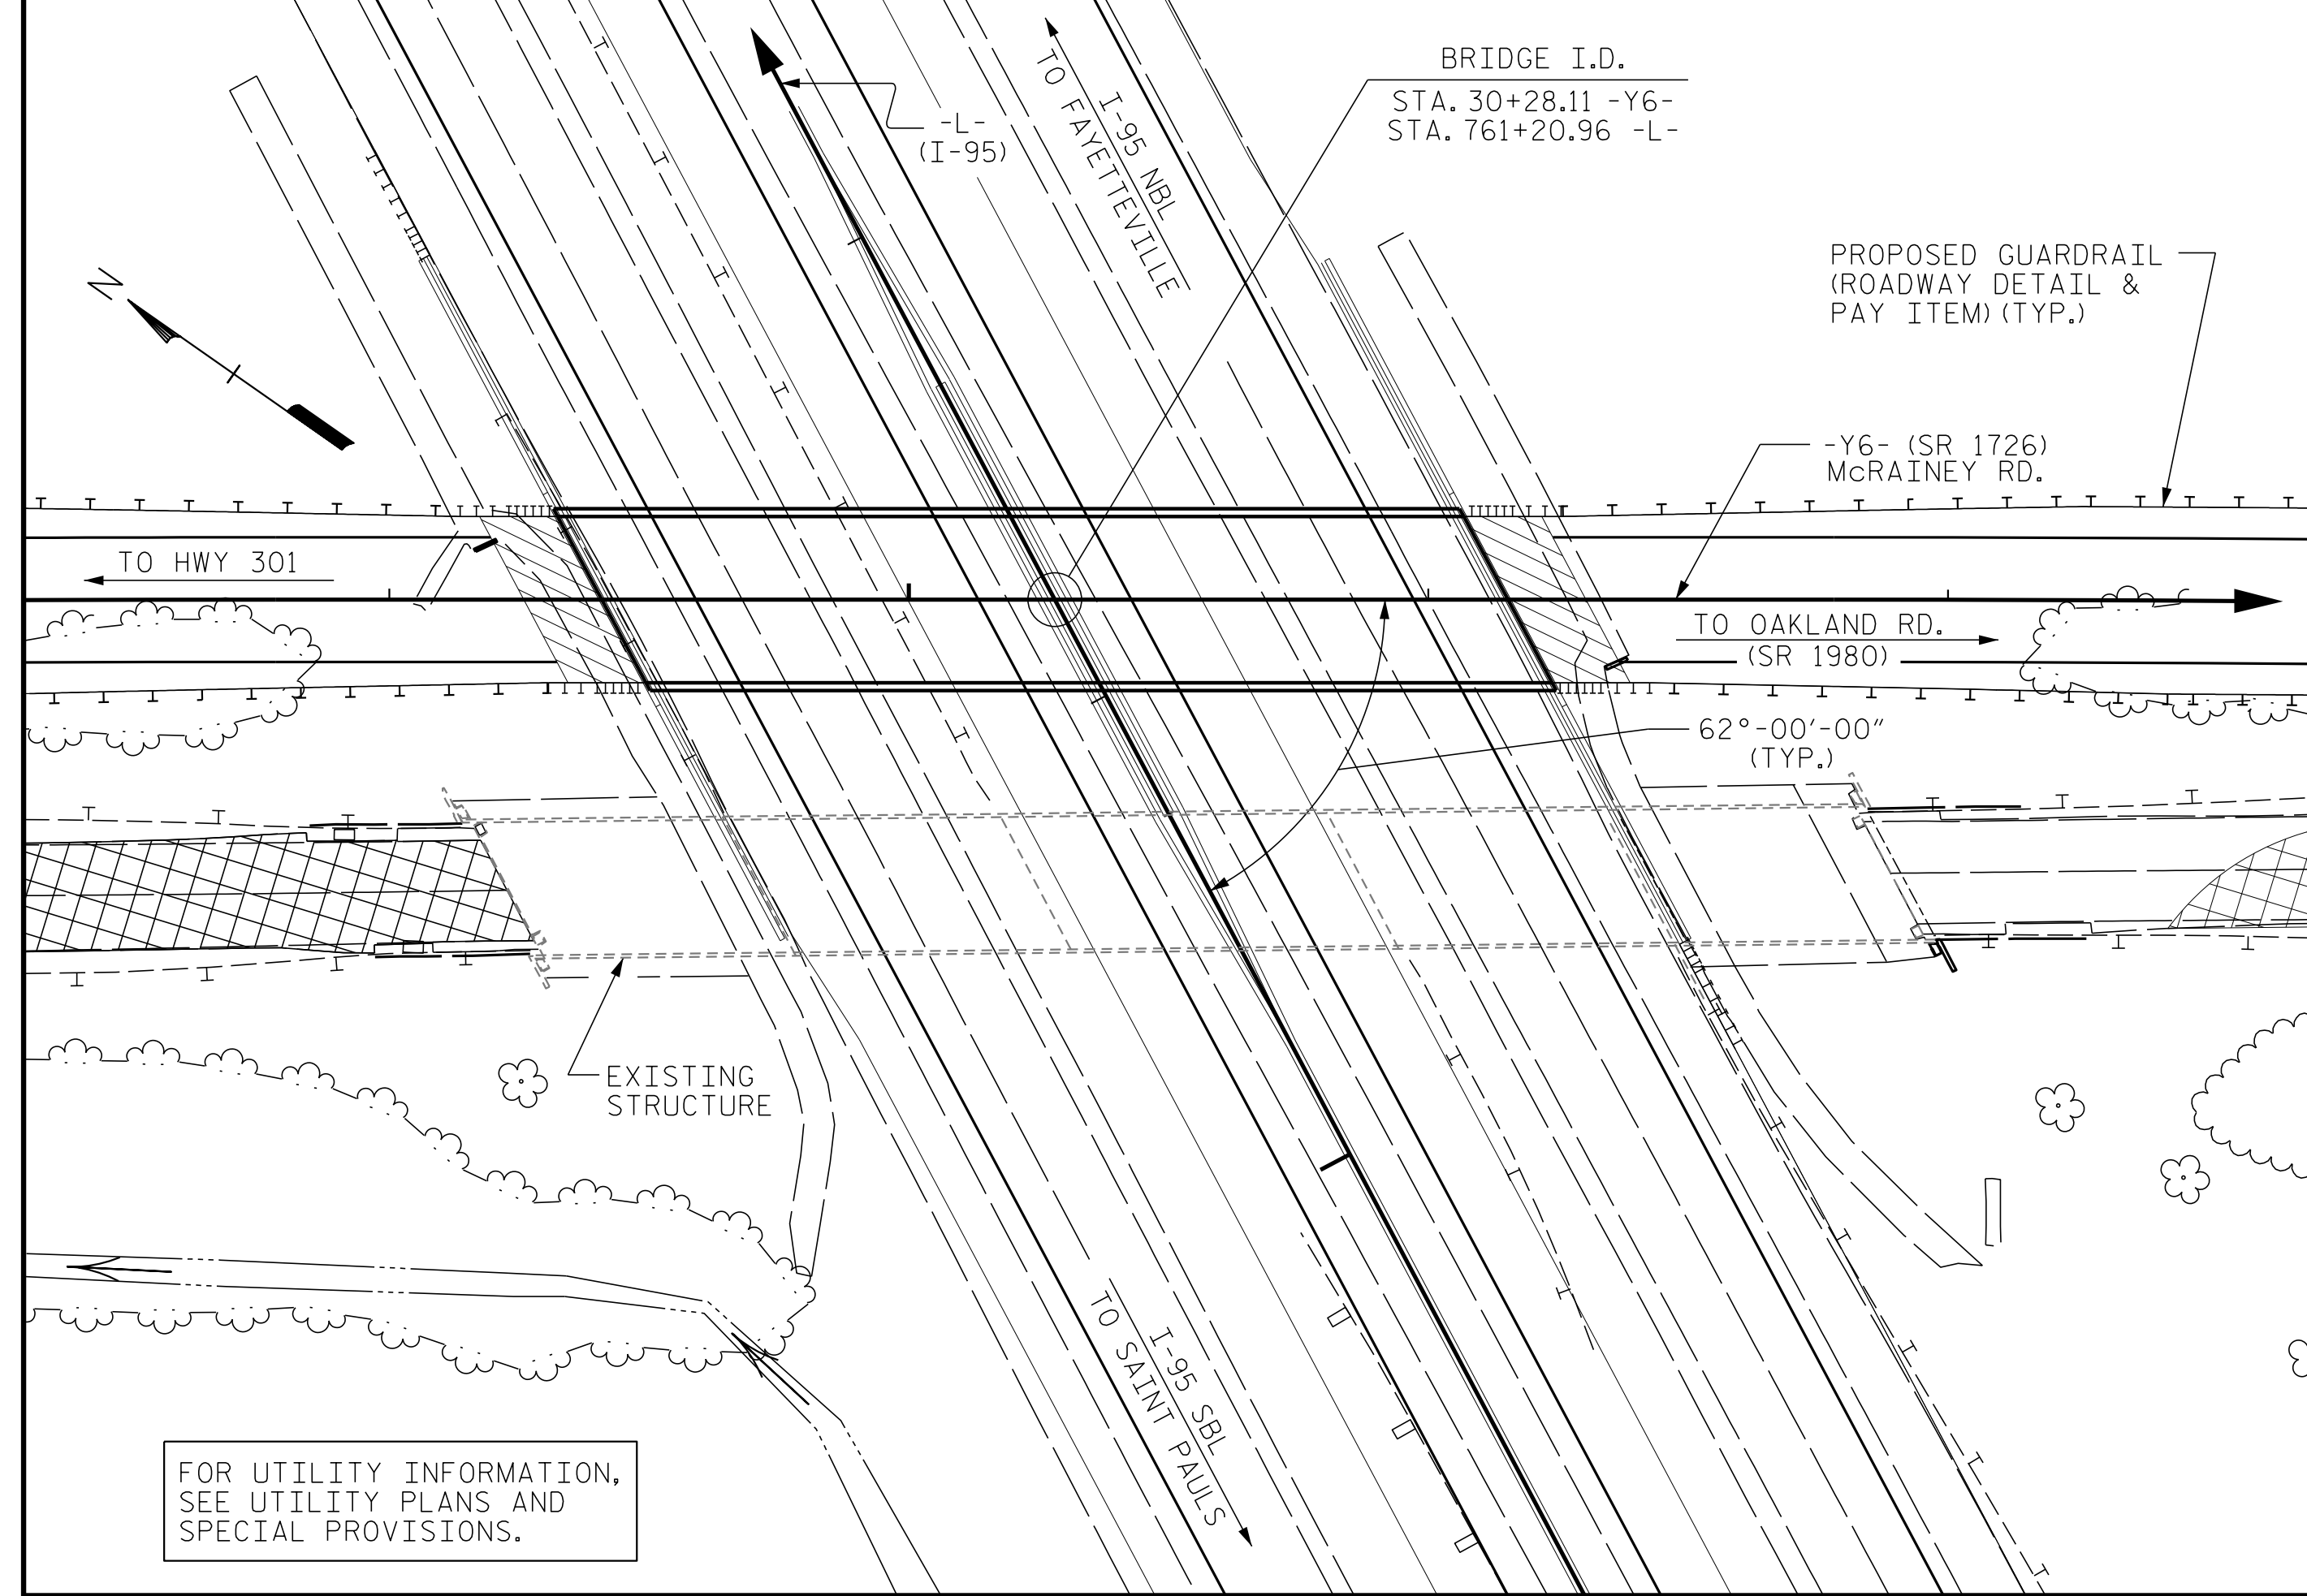 BRIDGE I.D.
STA. 30+28.11 -Y6-
STA. 761+20.96 -L-
-L-
(I-95)
I-95 NBL
TO FAYETTEVILLE
N
PROPOSED GUARDRAIL
(ROADWAY DETAIL &
PAY ITEM) (TYP.)
-Y6- (SR 1726)
McRAINEY RD.
TO HWY 301
TO OAKLAND RD.
(SR 1980)
62°-00'-00"
(TYP.)
EXISTING
STRUCTURE
I-95 SBL
TO SAINT PAULS
FOR UTILITY INFORMATION,
SEE UTILITY PLANS AND
SPECIAL PROVISIONS.